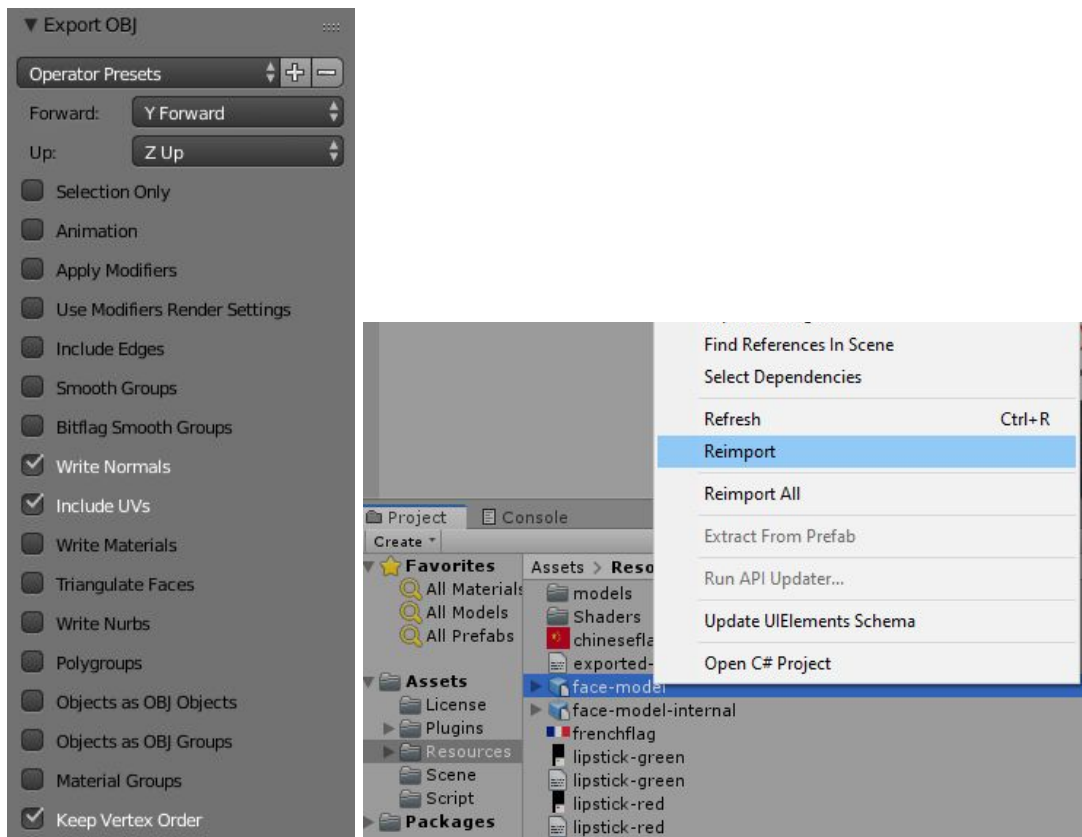 Export OBJ
Operator Presets
Forward: Y Forward
Up: Z Up
Selection Only
Animation
Apply Modifiers
Use Modifiers Render Settings
Include Edges
Smooth Groups
Bitflag Smooth Groups
Write Normals
Include UVs
Write Materials
Triangulate Faces
Write Nurbs
Polygroups
Objects as OBJ Objects
Objects as OBJ Groups
Material Groups
Keep Vertex Order
Find References In Scene
Select Dependencies
Refresh Ctrl+R
Reimport
Reimport All
Extract From Prefab
Run API Updater...
Update UIElements Schema
Open C# Project
Project Console
Create
Favorites
All Materials
All Models
All Prefabs
Assets
License
Plugins
Resources
Scene
Script
Packages
Assets > Reso
models
Shaders
chinesefla
exported-
face-model
face-model-internal
frenchflag
lipstick-green
lipstick-green
lipstick-red
lipstick-red